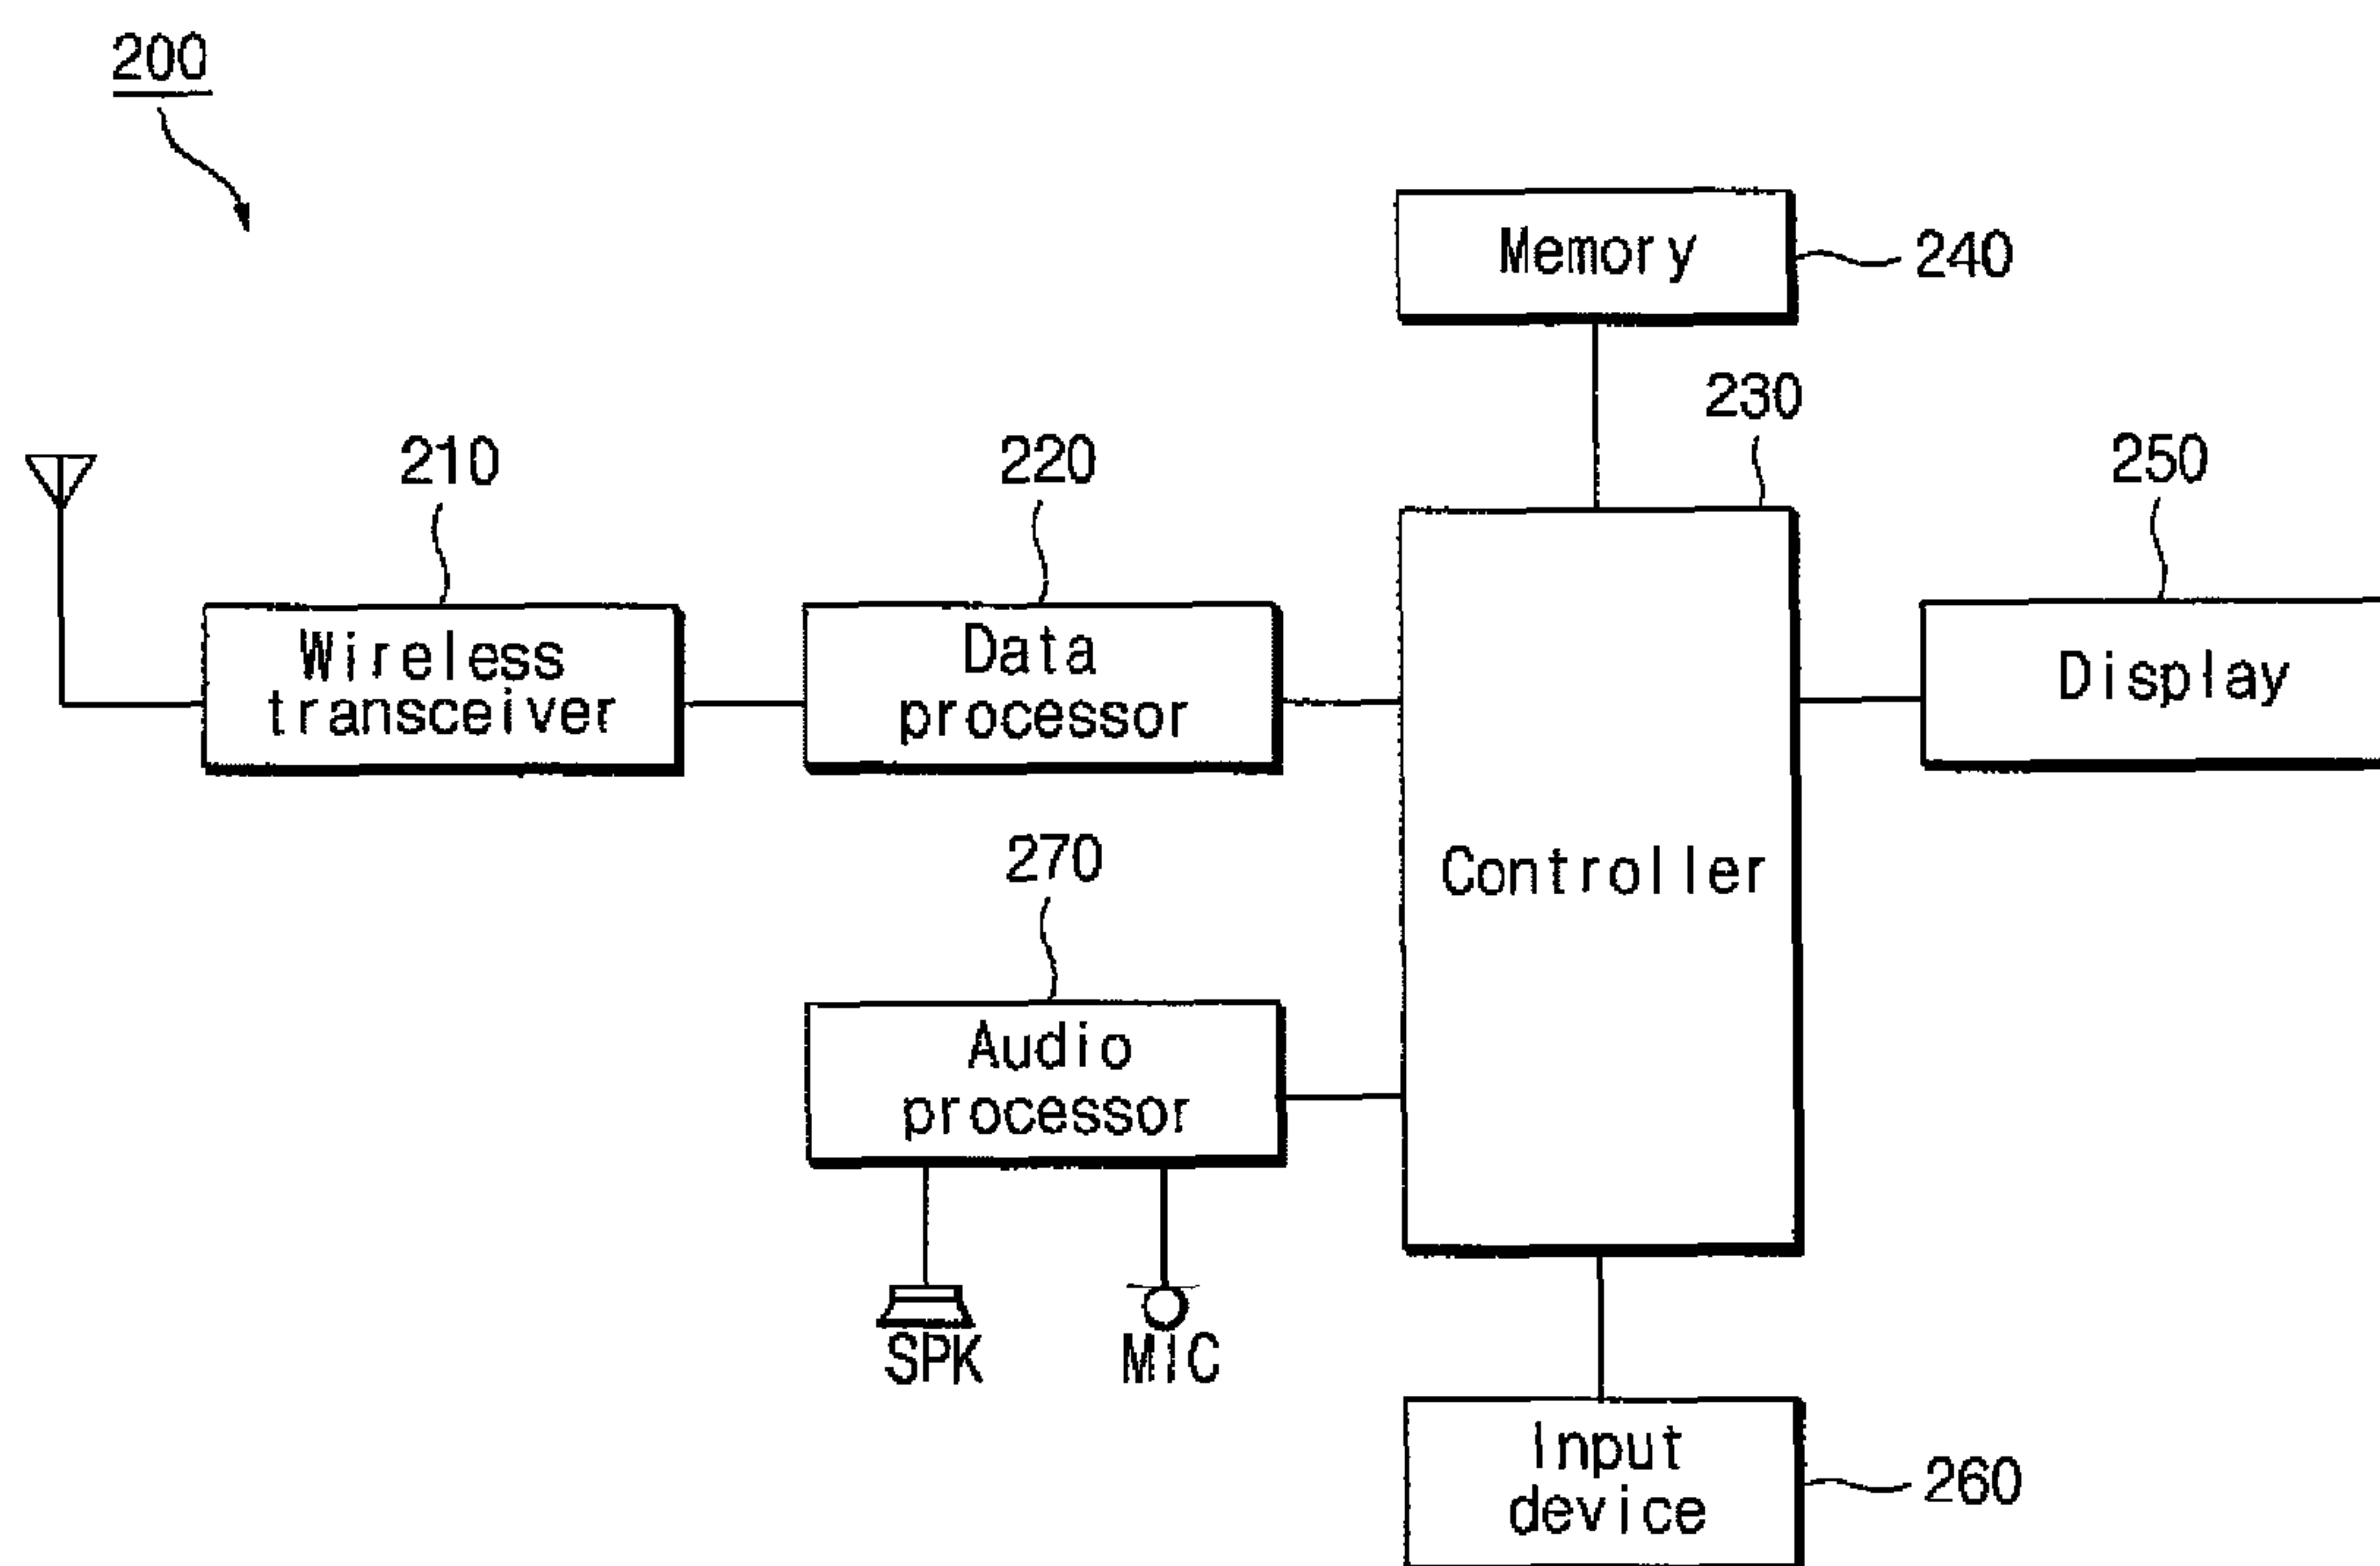 200
Memory
240
230
210
220
250
Wireless
transceiver
Data
processor
Display
270
Controller
Audio
processor
SPK
MIC
Input
device
260